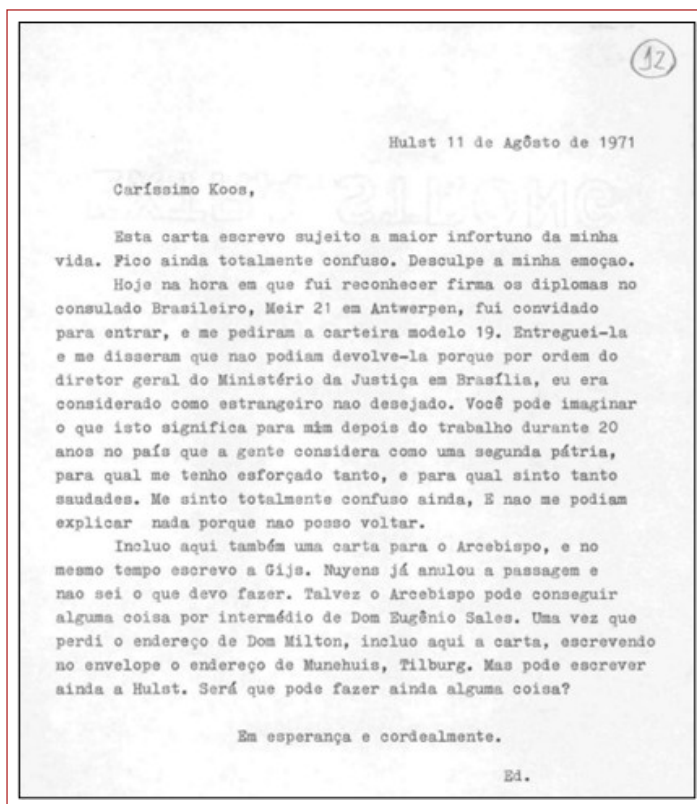 12
Hulst 11 de Agôsto de 1971
Caríssimo Koos,
Esta carta escrevo sujeito a maior infortuno da minha
vida. Fico ainda totalmente confuso. Desculpe a minha emoçao.
Hoje na hora em que fui reconhecer firma os diplomas no
consulado Brasileiro, Meir 21 em Antwerpen, fui convidado
para entrar, e me pediram a carteira modelo 19. Entreguei-la
e me disseram que nao podiam devolve-la porque por ordem do
diretor geral do Ministério da Justiça em Brasília, eu era
considerado como estrangeiro nao desejado. Você pode imaginar
o que isto significa para mim depois do trabalho durante 20
anos no país que a gente considera como uma segunda pátria,
para qual me tenho esforçado tanto, e para qual sinto tanto
saudades. Me sinto totalmente confuso ainda, E nao me podiam
explicar nada porque nao posso voltar.
Incluo aqui também uma carta para o Arcebispo, e no
mesmo tempo escrevo a Gijs. Nuyens já anulou a passagem e
nao sei o que devo fazer. Talvez o Arcebispo pode conseguir
alguma coisa por intermédio de Dom Eugênio Sales. Uma vez que
perdi o endereço de Dom Milton, incluo aqui a carta, escrevendo
no envelope o endereço de Munehuis, Tilburg. Mas pode escrever
ainda a Hulst. Será que pode fazer ainda alguma coisa?
Em esperança e cordealmente.
Ed.